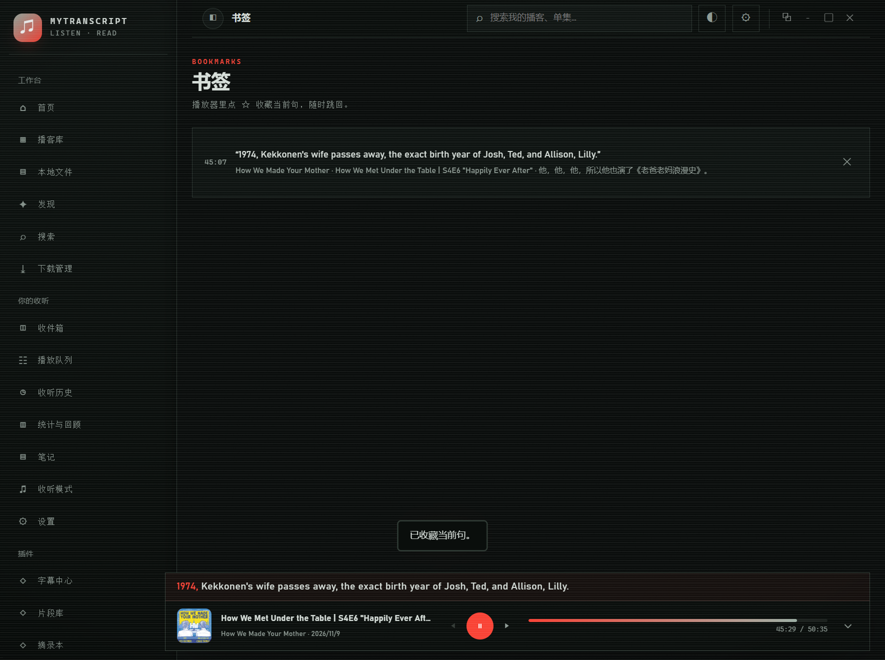 MYTRANSCRIPT
LISTEN · READ
书签
搜索我的播客、单集…
工作台
首页
播客库
本地文件
发现
搜索
下载管理
你的收听
收件箱
播放队列
收听历史
统计与回顾
笔记
收听模式
设置
插件
字幕中心
片段库
摘录本
BOOKMARKS
书签
播放器里点 ☆ 收藏当前句，随时跳回。
45:07
“1974, Kekkonen's wife passes away, the exact birth year of Josh, Ted, and Allison, Lilly.”
How We Made Your Mother · How We Met Under the Table | S4E6 "Happily Ever After" · 他，他，他，所以他也演了《老爸老妈浪漫史》。
已收藏当前句。
1974, Kekkonen's wife passes away, the exact birth year of Josh, Ted, and Allison, Lilly.
HOW WE MADE
YOUR MOTHER
How We Met Under the Table | S4E6 "Happily Ever Aft…
How We Made Your Mother · 2026/11/9
45:29 / 50:35